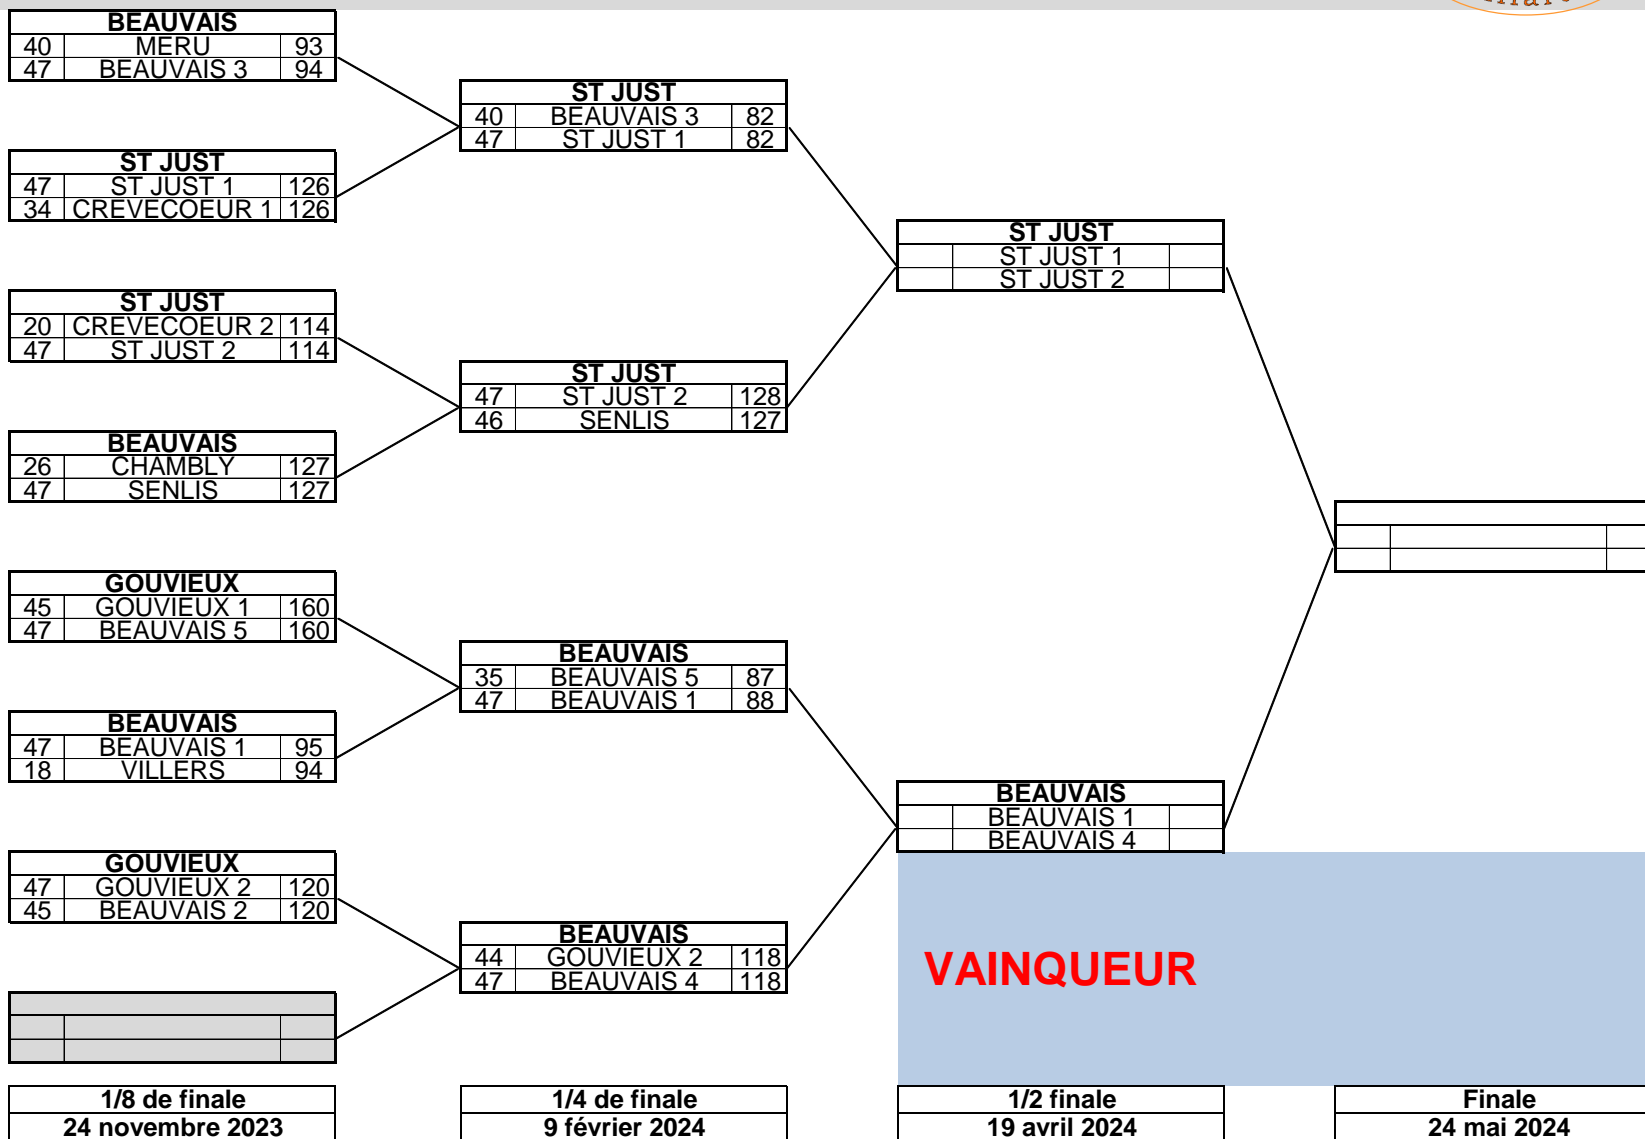 BEAUVAIS
40 MERU 93
47 BEAUVAIS 3 94
ST JUST
47 ST JUST 1 126
34 CREVECOEUR 1 126
ST JUST
20 CREVECOEUR 2 114
47 ST JUST 2 114
BEAUVAIS
26 CHAMBLY 127
47 SENLIS 127
GOUVIEUX
45 GOUVIEUX 1 160
47 BEAUVAIS 5 160
BEAUVAIS
47 BEAUVAIS 1 95
18 VILLERS 94
GOUVIEUX
47 GOUVIEUX 2 120
45 BEAUVAIS 2 120
1/8 de finale
24 novembre 2023
ST JUST
40 BEAUVAIS 3 82
47 ST JUST 1 82
ST JUST
47 ST JUST 2 128
46 SENLIS 127
BEAUVAIS
35 BEAUVAIS 5 87
47 BEAUVAIS 1 88
BEAUVAIS
44 GOUVIEUX 2 118
47 BEAUVAIS 4 118
1/4 de finale
9 février 2024
ST JUST
ST JUST 1
ST JUST 2
BEAUVAIS
BEAUVAIS 1
BEAUVAIS 4
VAINQUEUR
1/2 finale
19 avril 2024
Finale
24 mai 2024